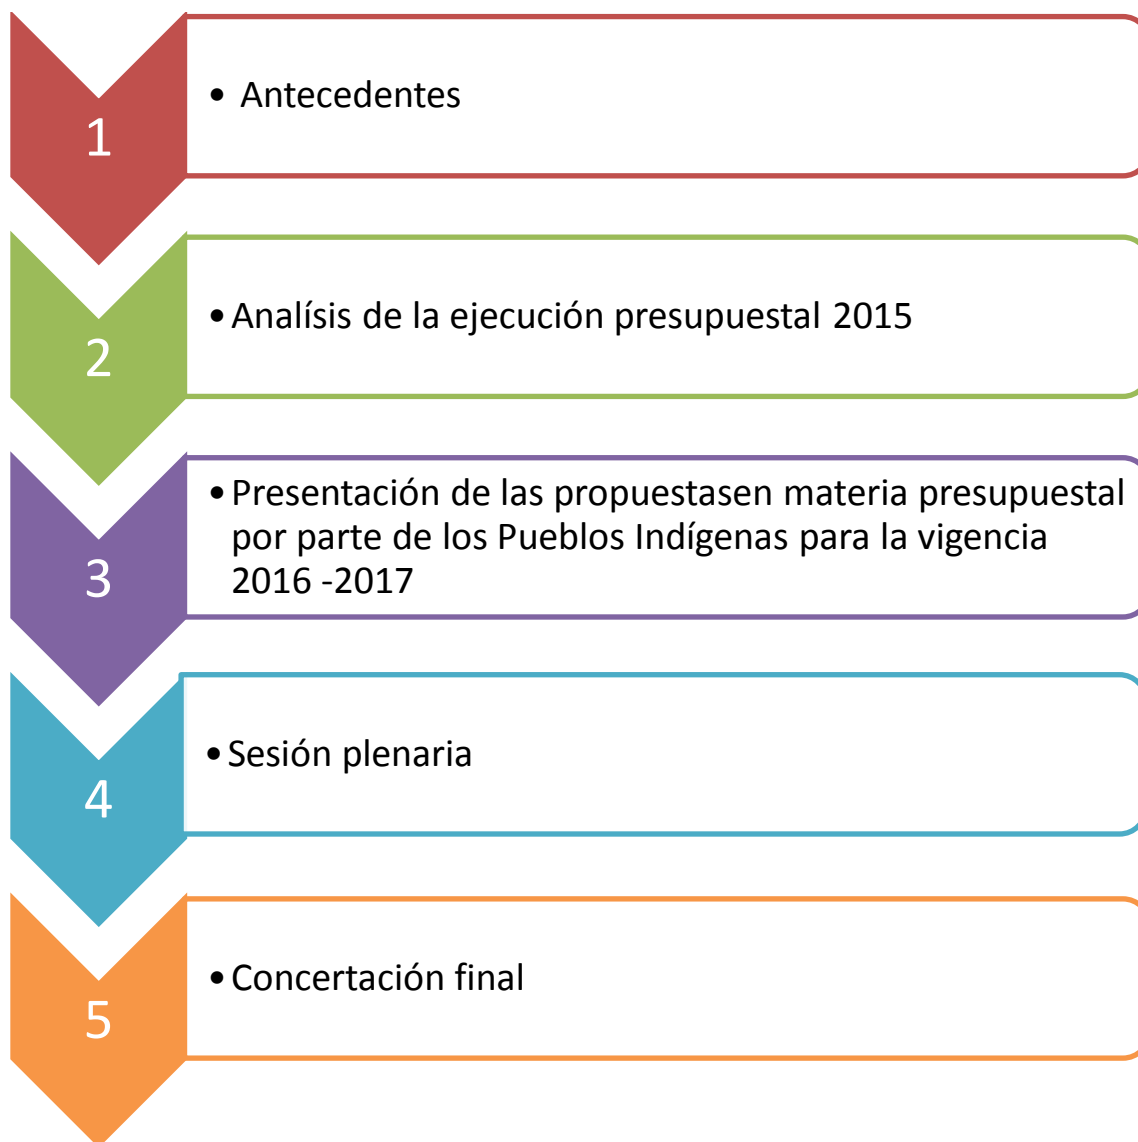 1
• Antecedentes
2
• Analísis de la ejecución presupuestal 2015
3
• Presentación de las propuestasen materia presupuestal
por parte de los Pueblos Indígenas para la vigencia
2016 -2017
4
• Sesión plenaria
5
• Concertación final